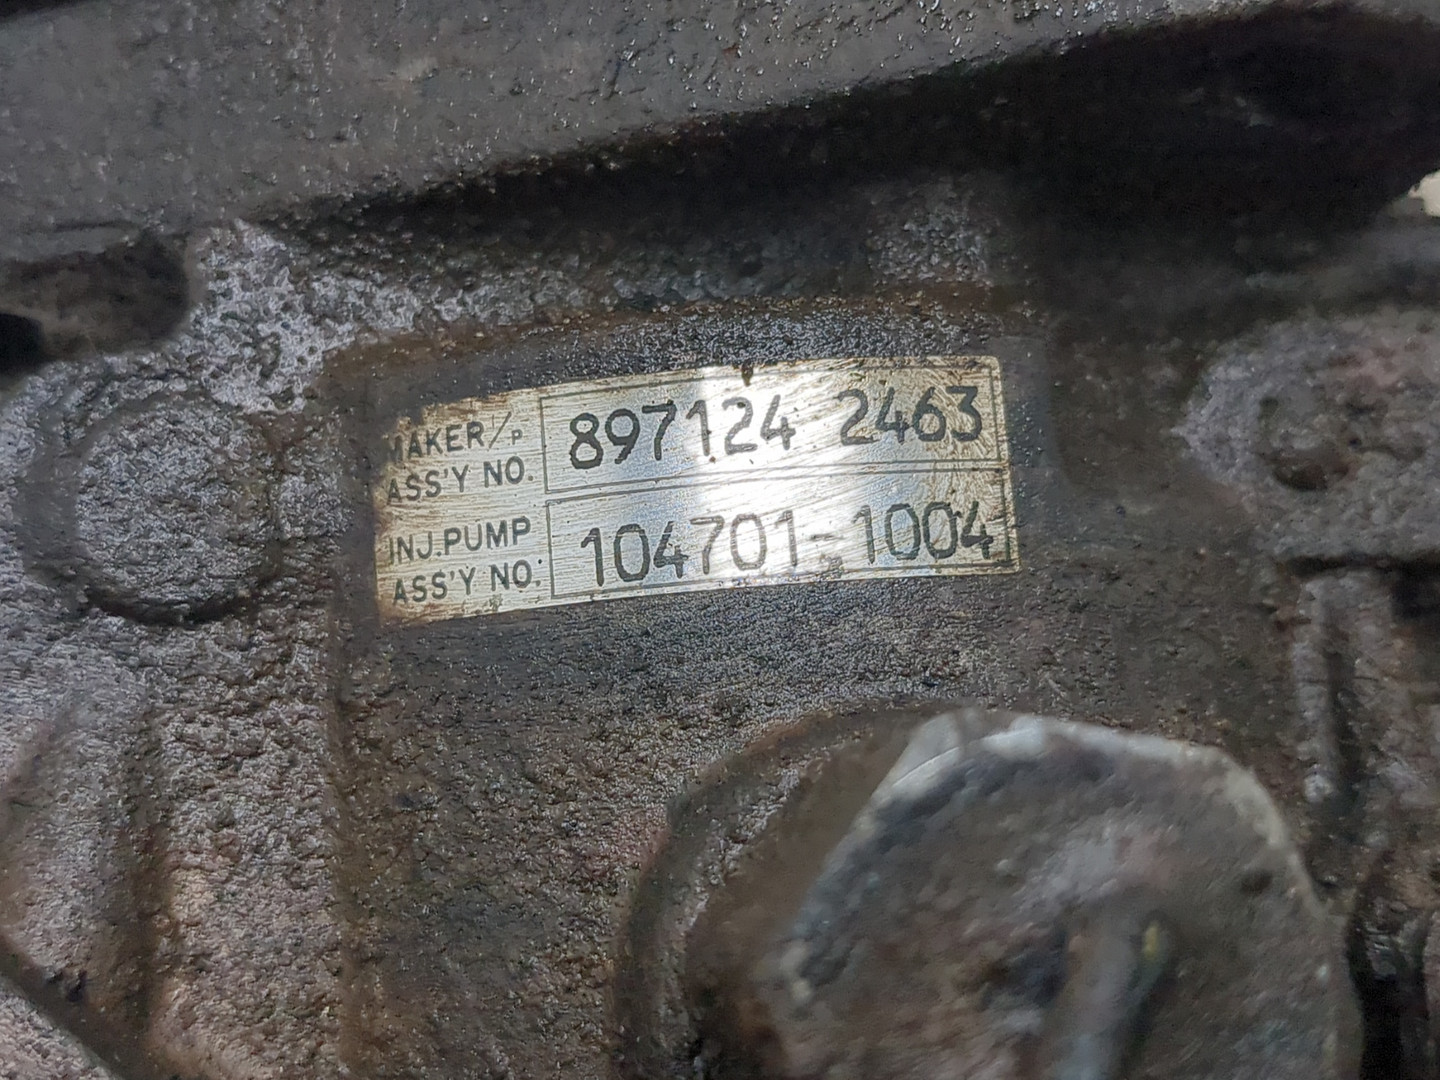 MAKER I/P 897124 2463
ASS'Y NO.
INJ.PUMP 104701-1004
ASS'Y NO.